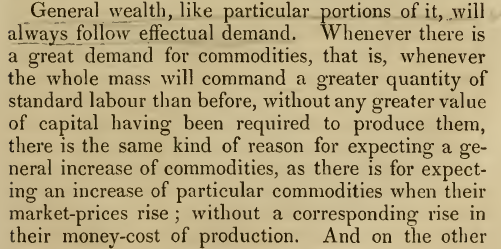 General wealth, like particular portions of it, will
always follow effectual demand. Whenever there is
a great demand for commodities, that is, whenever
the whole mass will command a greater quantity of
standard labour than before, without any greater value
of capital having been required to produce them,
there is the same kind of reason for expecting a ge-
neral increase of commodities, as there is for expect-
ing an increase of particular commodities when their
market-prices rise; without a corresponding rise in
their money-cost of production. And on the other